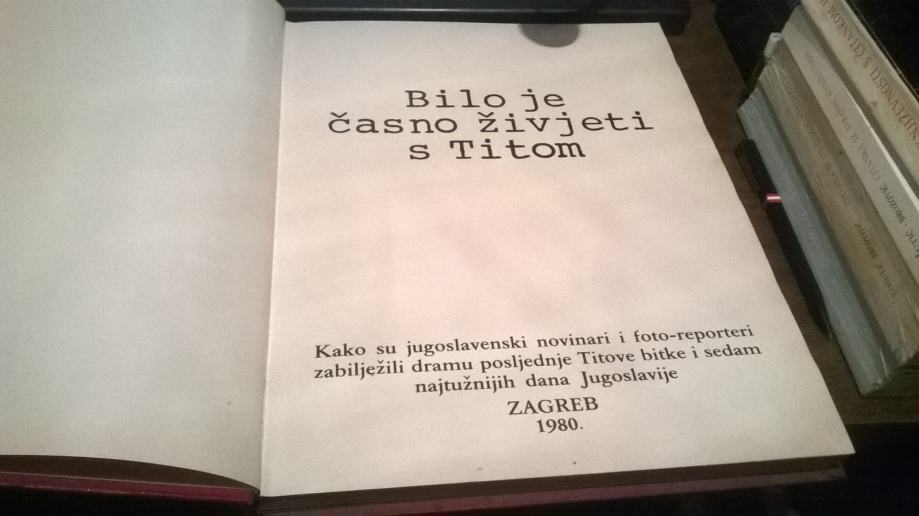 Bilo je
časno živjeti
s Titom
Kako su jugoslavenski novinari i foto-reporteri
zabilježili dramu posljednje Titove bitke i sedam
najtužnijih dana Jugoslavije
ZAGREB
1980.